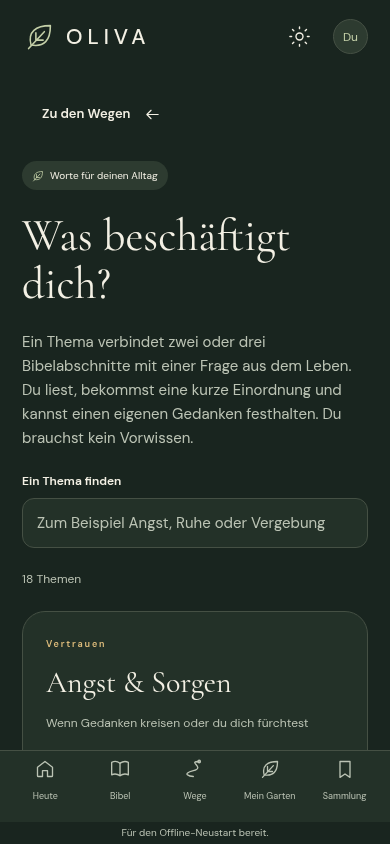 OLIVA
Du
Zu den Wegen ←
Worte für deinen Alltag
Was beschäftigt
dich?
Ein Thema verbindet zwei oder drei
Bibelabschnitte mit einer Frage aus dem Leben.
Du liest, bekommst eine kurze Einordnung und
kannst einen eigenen Gedanken festhalten. Du
brauchst kein Vorwissen.
Ein Thema finden
Zum Beispiel Angst, Ruhe oder Vergebung
18 Themen
Vertrauen
Angst & Sorgen
Wenn Gedanken kreisen oder du dich fürchtest
Heute
Bibel
Wege
Mein Garten
Sammlung
Für den Offline-Neustart bereit.